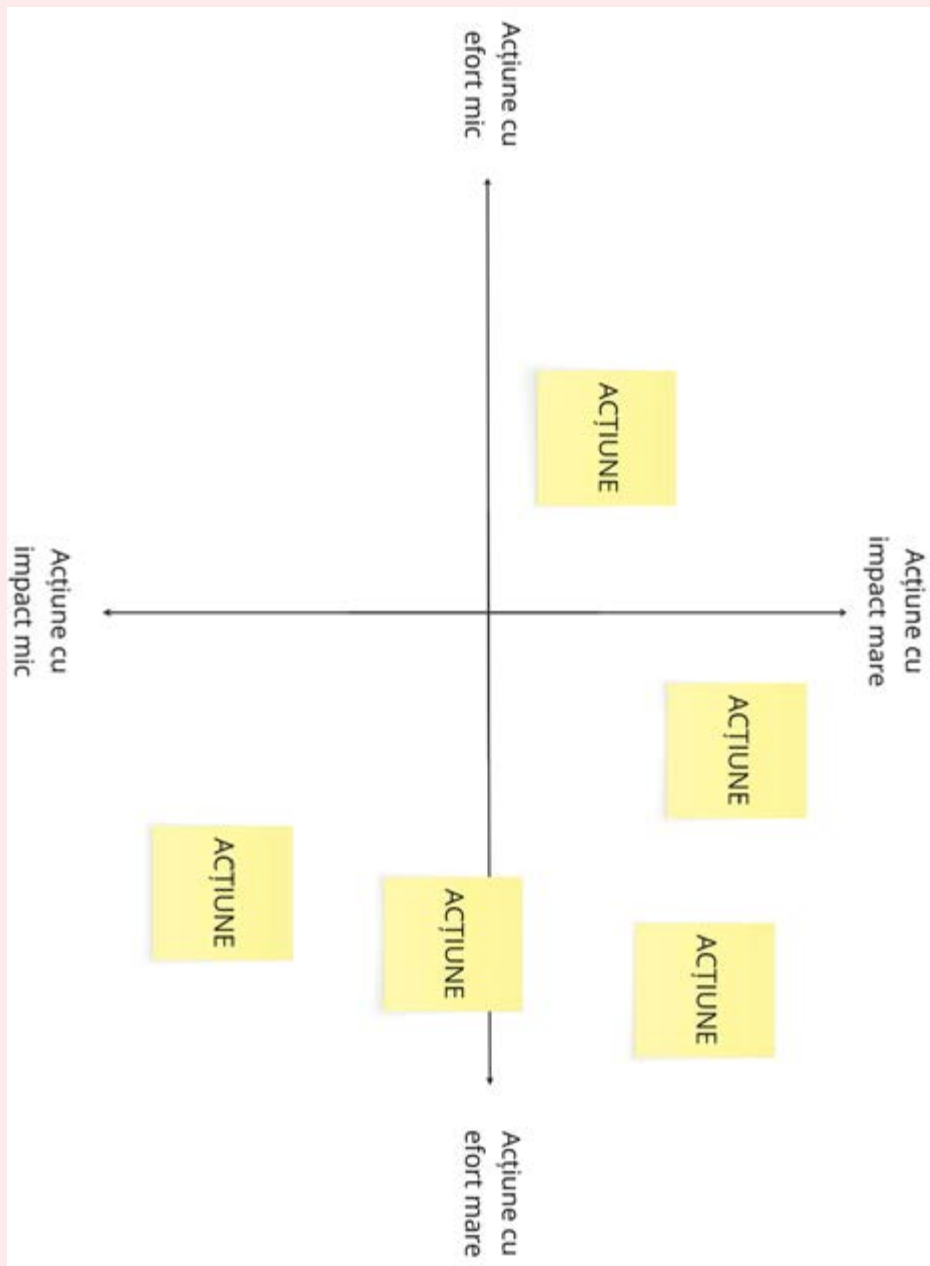 Acțiune cu
impact mare
ACȚIUNE
ACȚIUNE
ACȚIUNE
Acțiune cu
efort mic
Acțiune cu
efort mare
ACȚIUNE
ACȚIUNE
Acțiune cu
impact mic